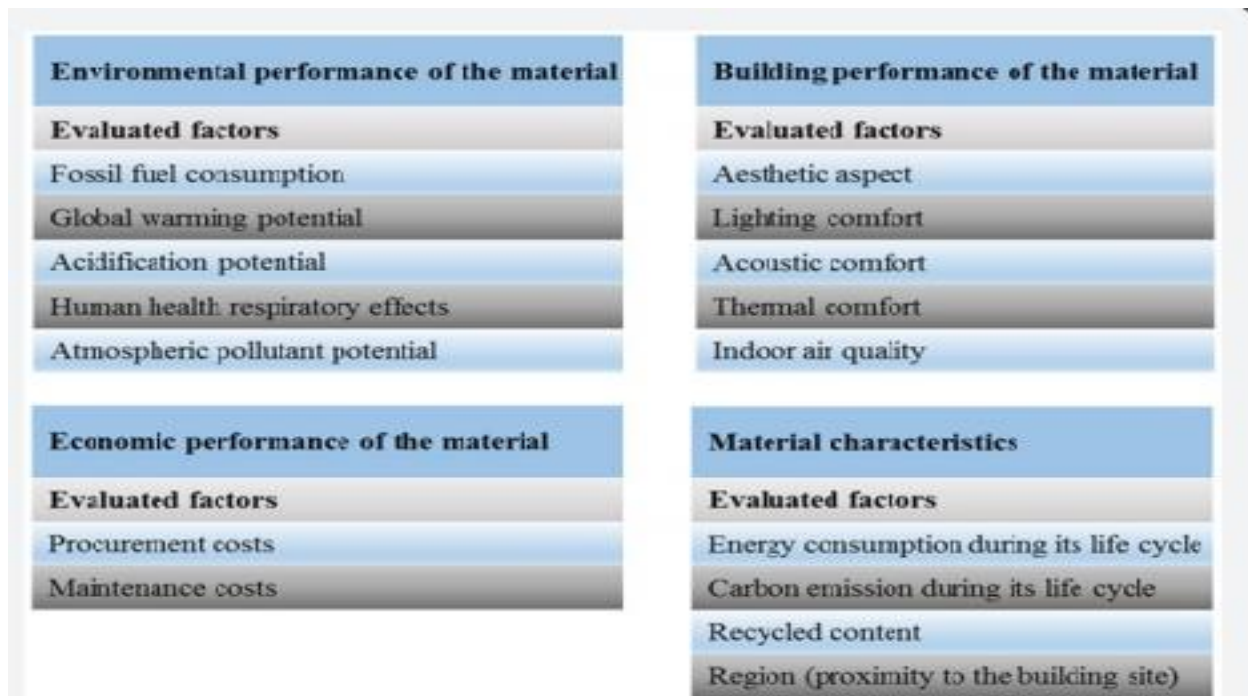 Environmental performance of the material
Evaluated factors
Fossil fuel consumption
Global warming potential
Acidification potential
Human health respiratory effects
Atmospheric pollutant potential
Building performance of the material
Evaluated factors
Aesthetic aspect
Lighting comfort
Acoustic comfort
Thermal comfort
Indoor air quality
Economic performance of the material
Evaluated factors
Procurement costs
Maintenance costs
Material characteristics
Evaluated factors
Energy consumption during its life cycle
Carbon emission during its life cycle
Recycled content
Region (proximity to the building site)